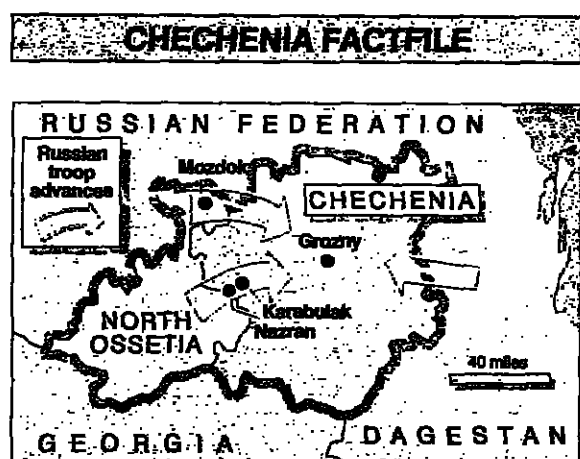 CHECHENIA FACTFILE
RUSSIAN FEDERATION
Russian
troop
advances
Mozdok
CHECHENIA
Grozny
Karabulak
Nazran
NORTH
OSSETIA
40 miles
GEORGIA
DAGESTAN